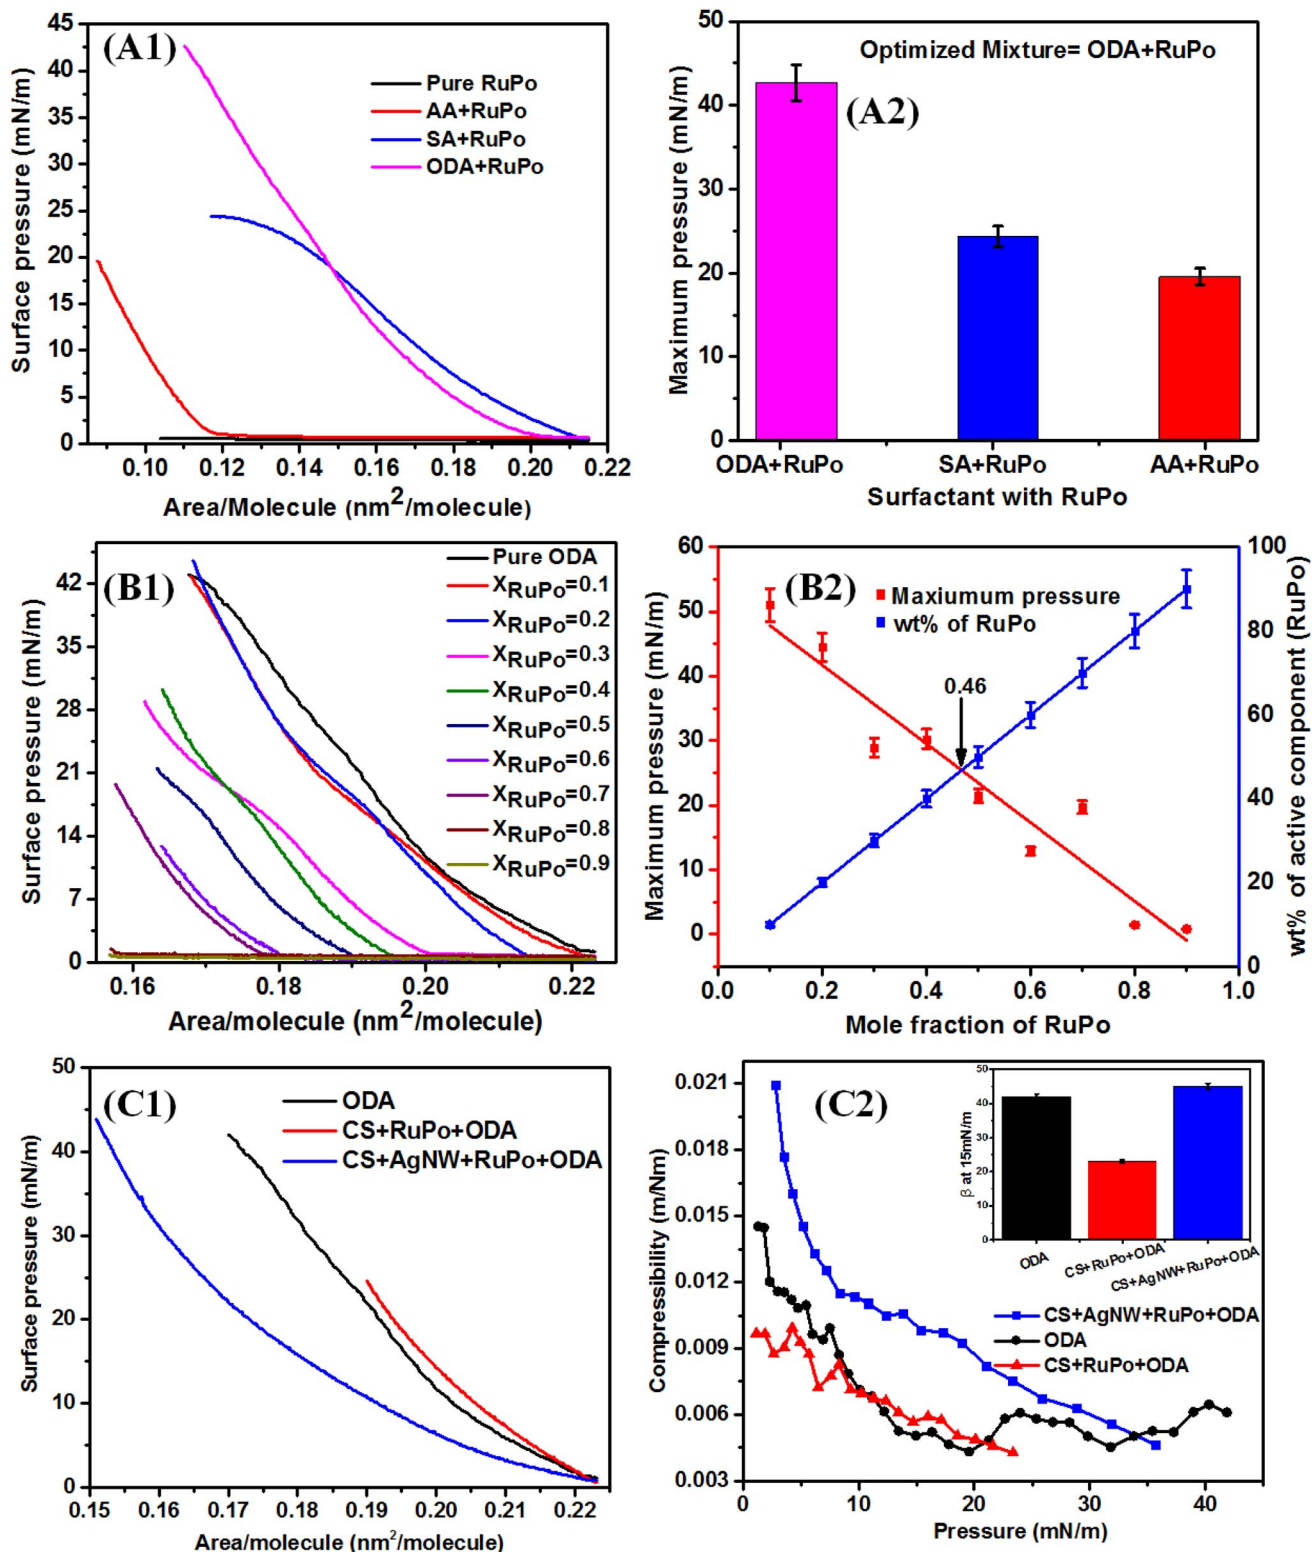 (A1)
Surface pressure (mN/m)
45
40
35
30
25
20
15
10
5
0
Pure RuPo
AA+RuPo
SA+RuPo
ODA+RuPo
0.10 0.12 0.14 0.16 0.18 0.20 0.22
Area/Molecule (nm²/molecule)
(A2)
Optimized Mixture= ODA+RuPo
Maximum pressure (mN/m)
50
40
30
20
10
0
ODA+RuPo SA+RuPo AA+RuPo
Surfactant with RuPo
(B1)
Surface pressure (mN/m)
42
35
28
21
14
7
0
Pure ODA
X_RuPo=0.1
X_RuPo=0.2
X_RuPo=0.3
X_RuPo=0.4
X_RuPo=0.5
X_RuPo=0.6
X_RuPo=0.7
X_RuPo=0.8
X_RuPo=0.9
0.16 0.18 0.20 0.22
Area/molecule (nm²/molecule)
(B2)
Maximum pressure (mN/m)
60
50
40
30
20
10
0
Maxiumum pressure
wt% of RuPo
0.46
100
80
60
40
20
0
wt% of active component (RuPo)
0.0 0.2 0.4 0.6 0.8 1.0
Mole fraction of RuPo
(C1)
Surface pressure (mN/m)
50
40
30
20
10
0
ODA
CS+RuPo+ODA
CS+AgNW+RuPo+ODA
0.15 0.16 0.17 0.18 0.19 0.20 0.21 0.22
Area/molecule (nm²/molecule)
(C2)
Compressibility (m/Nm)
0.021
0.018
0.015
0.012
0.009
0.006
0.003
β at 15mN/m
50
40
30
20
10
0
ODA
CS+RuPo+ODA
CS+AgNW+RuPo+ODA
CS+AgNW+RuPo+ODA
ODA
CS+RuPo+ODA
0 10 20 30 40
Pressure (mN/m)